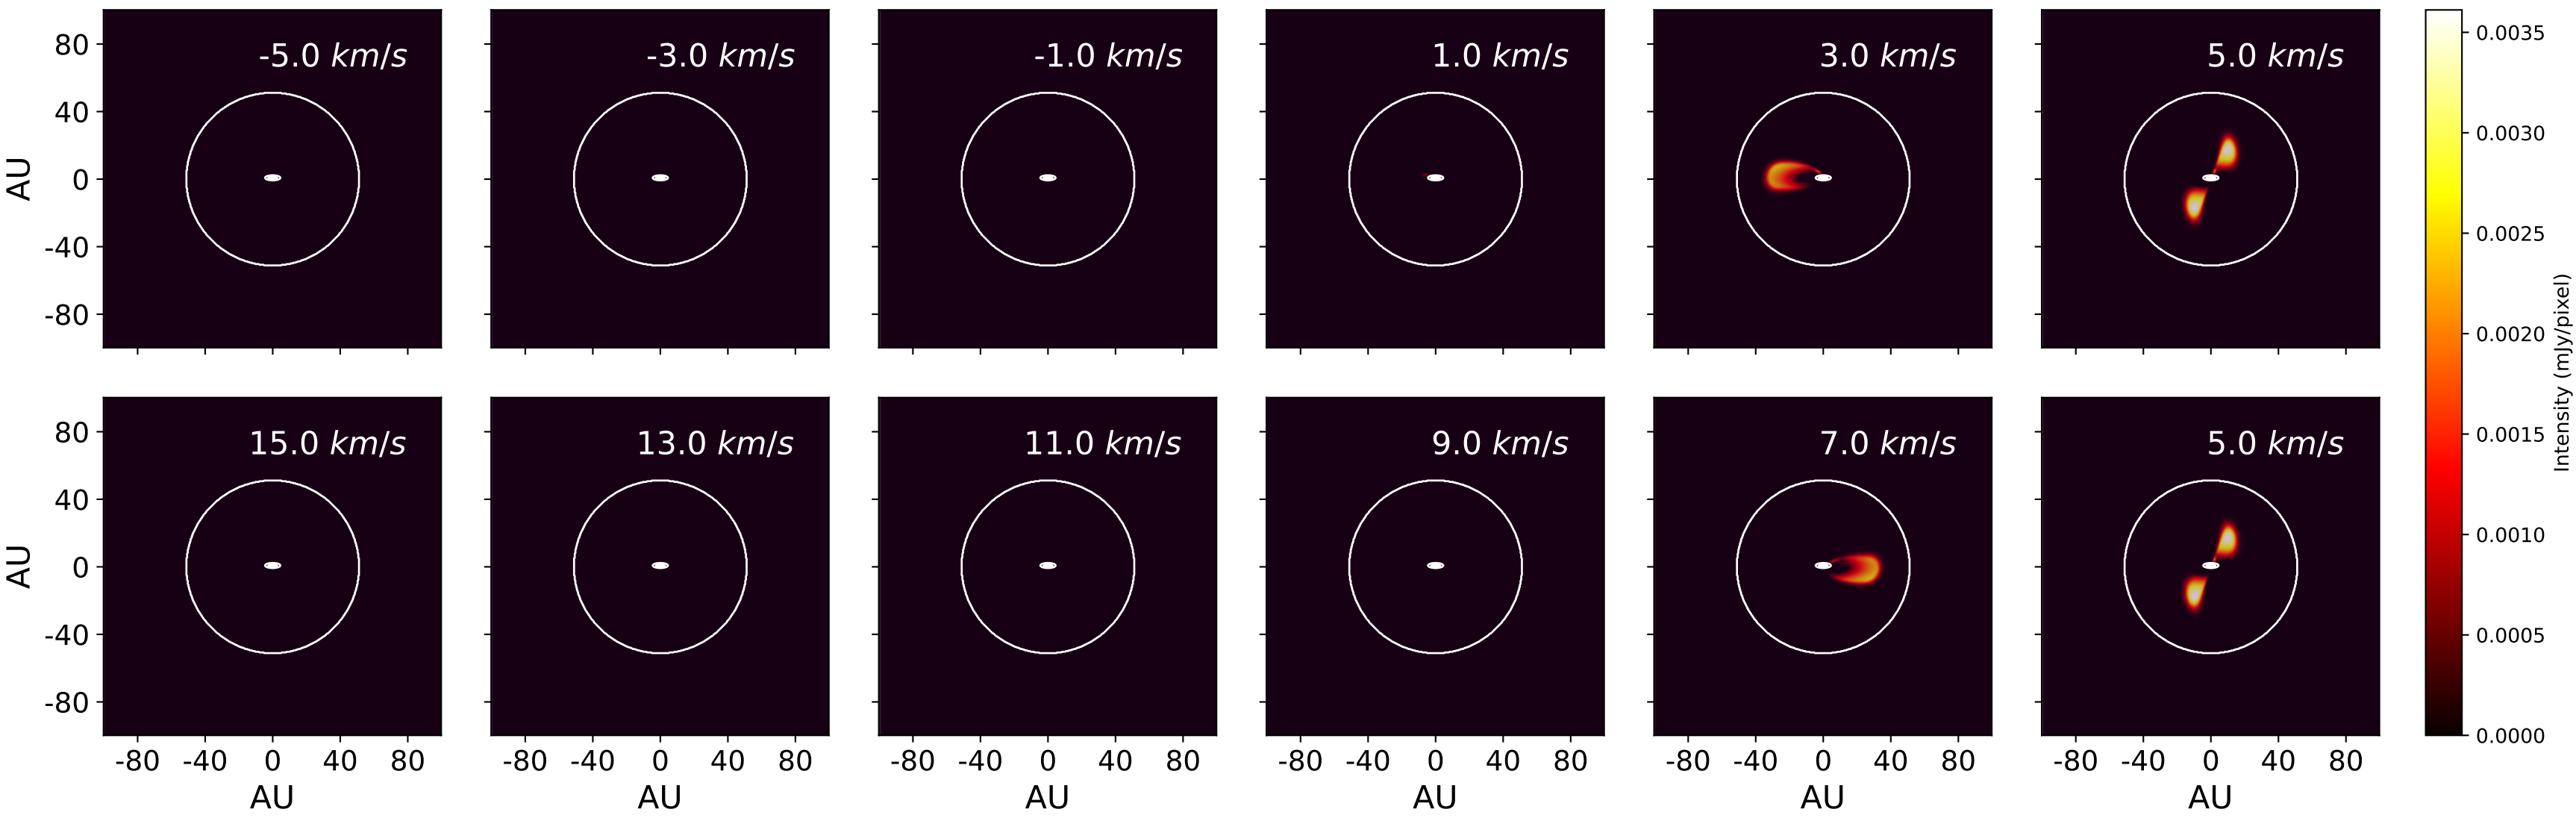 -5.0 km/s
-3.0 km/s
-1.0 km/s
1.0 km/s
3.0 km/s
5.0 km/s
80
40
0
-40
-80
AU
15.0 km/s
13.0 km/s
11.0 km/s
9.0 km/s
7.0 km/s
5.0 km/s
80
40
0
-40
-80
AU
-80 -40 0 40 80
-80 -40 0 40 80
-80 -40 0 40 80
-80 -40 0 40 80
-80 -40 0 40 80
-80 -40 0 40 80
AU
AU
AU
AU
AU
AU
0.0035
0.0030
0.0025
0.0020
0.0015
0.0010
0.0005
0.0000
Intensity (mJy/pixel)